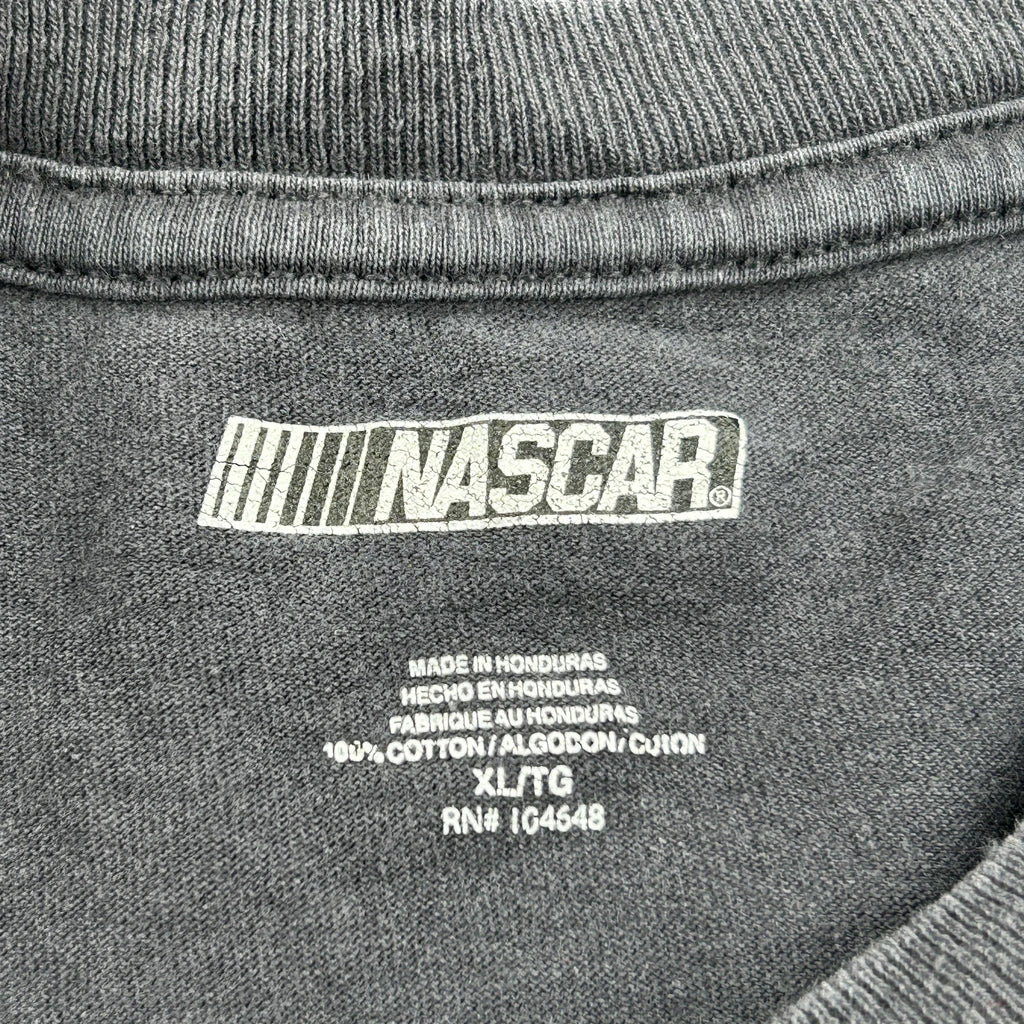 NASCAR®
MADE IN HONDURAS
HECHO EN HONDURAS
FABRIQUE AU HONDURAS
100% COTTON/ALGODON/COTON
XL/TG
RN# 104648